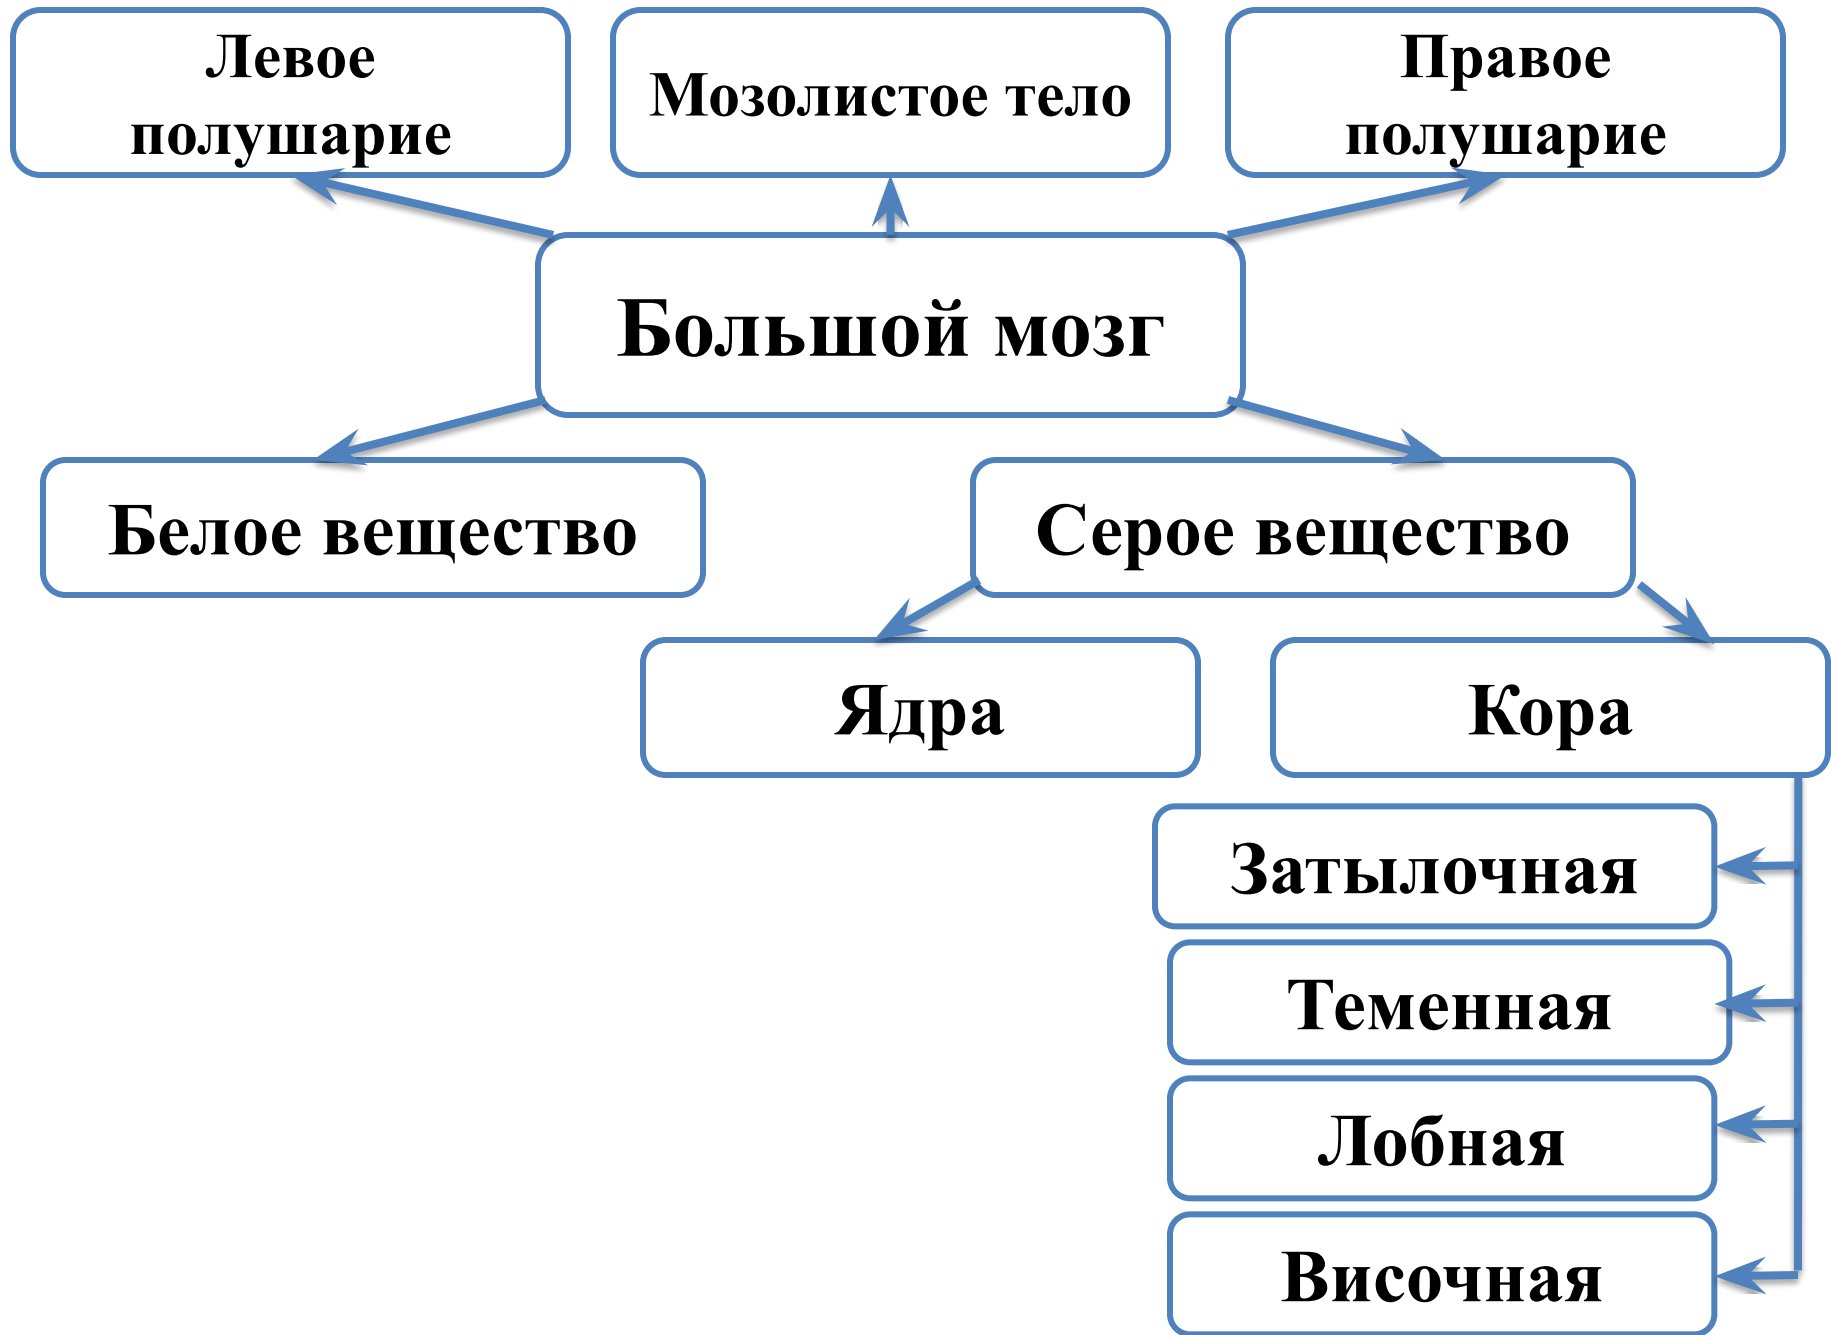 Левое
полушарие
Мозолистое тело
Правое
полушарие
Большой мозг
Белое вещество
Серое вещество
Ядра
Кора
Затылочная
Теменная
Лобная
Височная